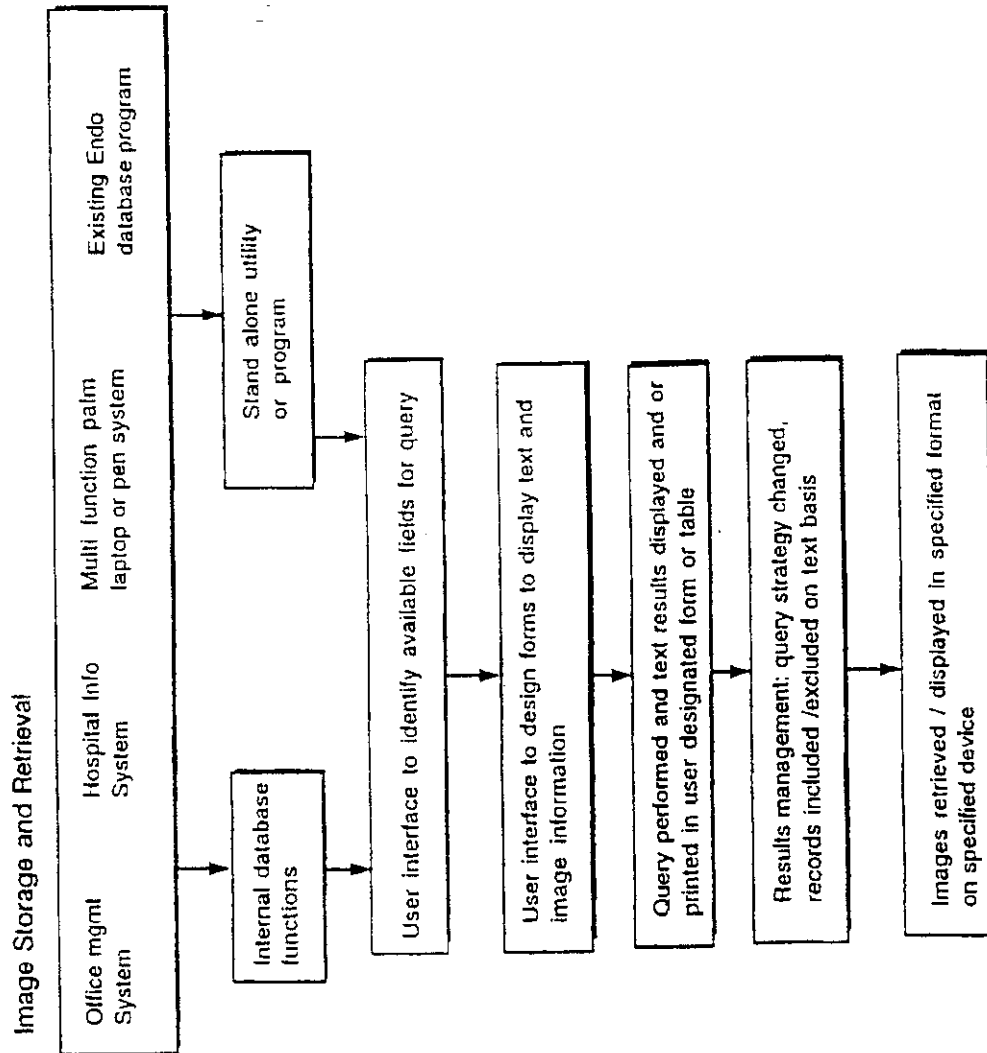 Image Storage and Retrieval
Office mgmt
System
Hospital Info
System
Multi function palm
laptop or pen system
Existing Endo
database program
Internal database
functions
Stand alone utility
or program
User interface to identify available fields for query
User interface to design forms to display text and
image information
Query performed and text results displayed and or
printed in user designated form or table
Results management: query strategy changed,
records included /excluded on text basis
Images retrieved / displayed in specified format
on specified device